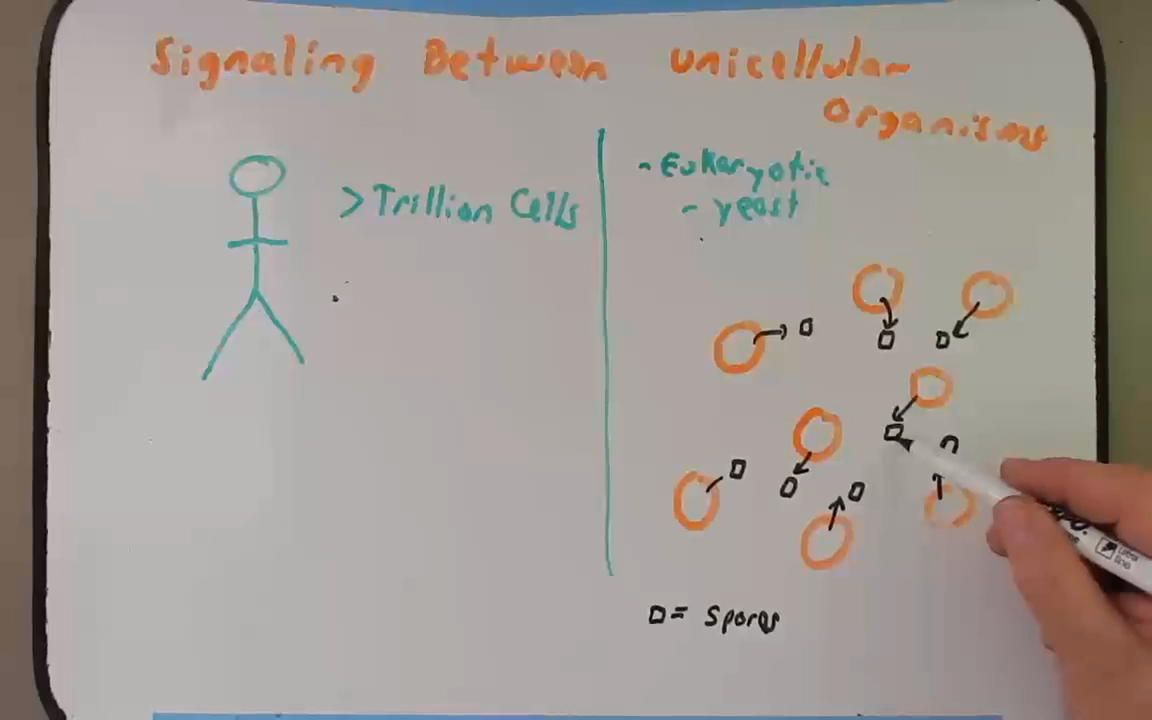 Signaling Between unicellular
organisms
>Trillion Cells
- Eukaryotic
- yeast
= spores